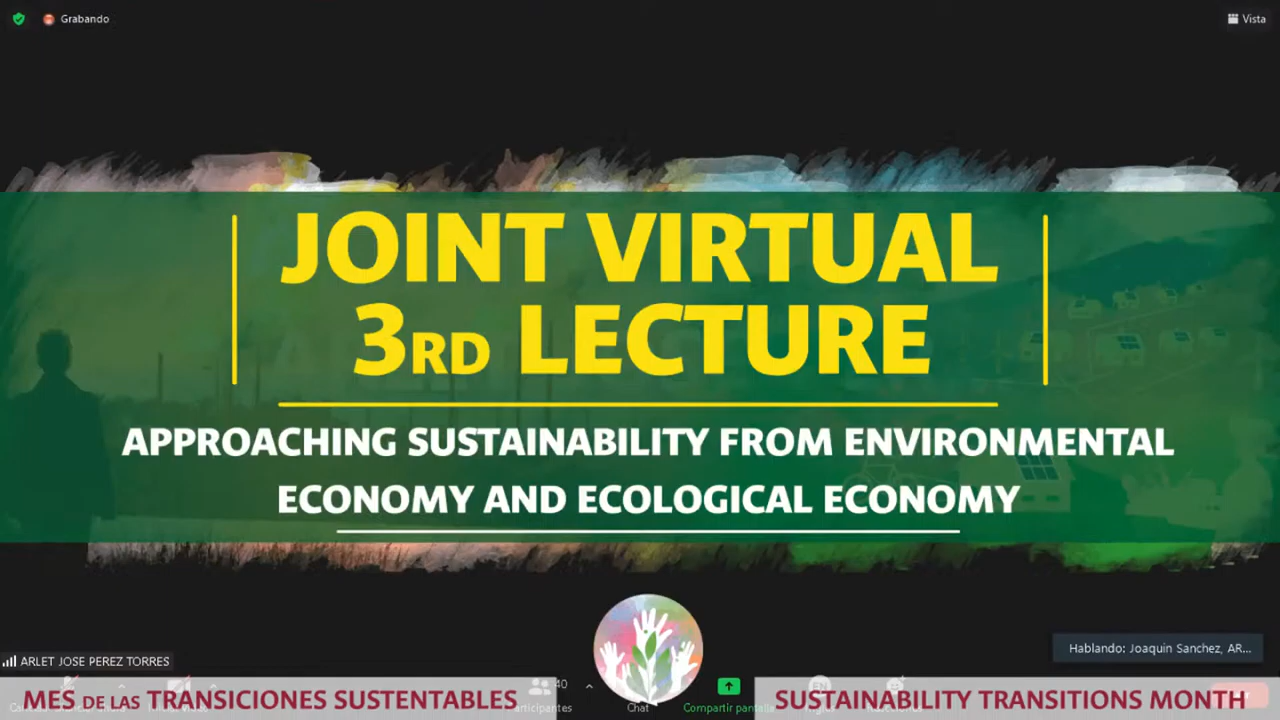 Grabando
Vista
JOINT VIRTUAL
3RD LECTURE
APPROACHING SUSTAINABILITY FROM ENVIRONMENTAL
ECONOMY AND ECOLOGICAL ECONOMY
ARLET JOSE PEREZ TORRES
Hablando: Joaquin Sanchez, AR...
40
MES DE LAS TRANSICIONES SUSTENTABLES
SUSTAINABILITY TRANSITIONS MONTH
Chat
Compartir pantalla